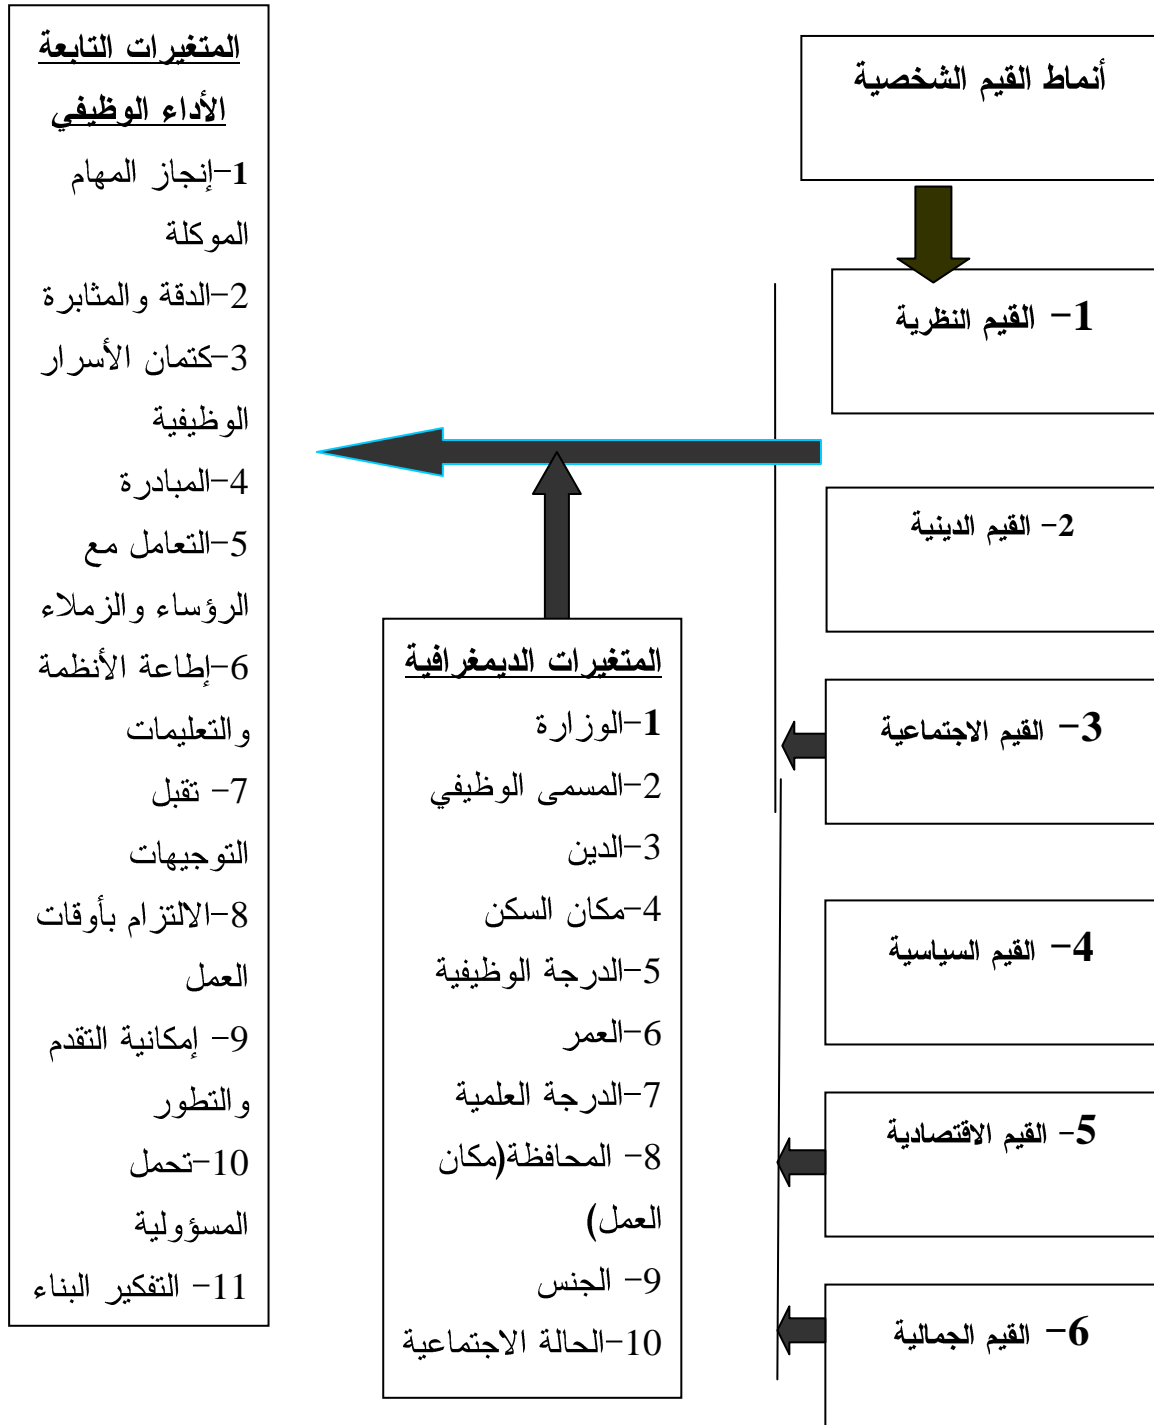 أنماط القيم الشخصية
1- القيم النظرية
2- القيم الدينية
3- القيم الاجتماعية
4- القيم السياسية
5- القيم الاقتصادية
6- القيم الجمالية
المتغيرات الديمغرافية
1-الوزارة
2-المسمى الوظيفي
3-الدين
4-مكان السكن
5-الدرجة الوظيفية
6-العمر
7-الدرجة العلمية
8- المحافظة(مكان
العمل)
9- الجنس
10-الحالة الاجتماعية
المتغيرات التابعة
الأداء الوظيفي
1-إنجاز المهام
الموكلة
2-الدقة والمثابرة
3-كتمان الأسرار
الوظيفية
4-المبادرة
5-التعامل مع
الرؤساء والزملاء
6-إطاعة الأنظمة
والتعليمات
7- تقبل
التوجيهات
8-الالتزام بأوقات
العمل
9- إمكانية التقدم
والتطور
10-تحمل
المسؤولية
11- التفكير البناء